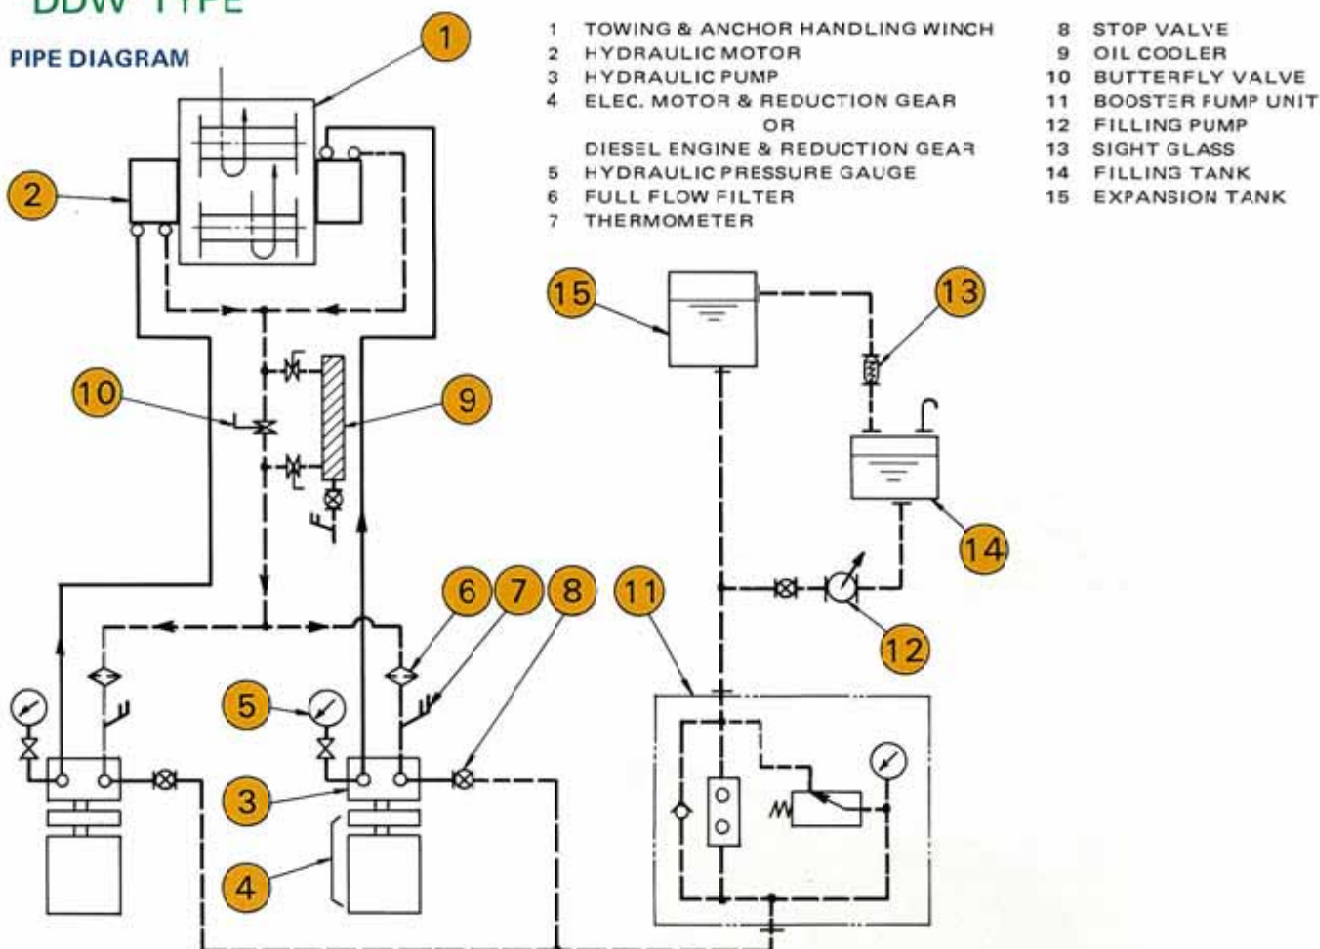 DDW TYPE
PIPE DIAGRAM
1 TOWING & ANCHOR HANDLING WINCH
2 HYDRAULIC MOTOR
3 HYDRAULIC PUMP
4 ELEC. MOTOR & REDUCTION GEAR
OR
DIESEL ENGINE & REDUCTION GEAR
5 HYDRAULIC PRESSURE GAUGE
6 FULL FLOW FILTER
7 THERMOMETER
8 STOP VALVE
9 OIL COOLER
10 BUTTERFLY VALVE
11 BOOSTER PUMP UNIT
12 FILLING PUMP
13 SIGHT GLASS
14 FILLING TANK
15 EXPANSION TANK
1
2
15
13
10
9
14
6
7
8
11
12
5
3
4